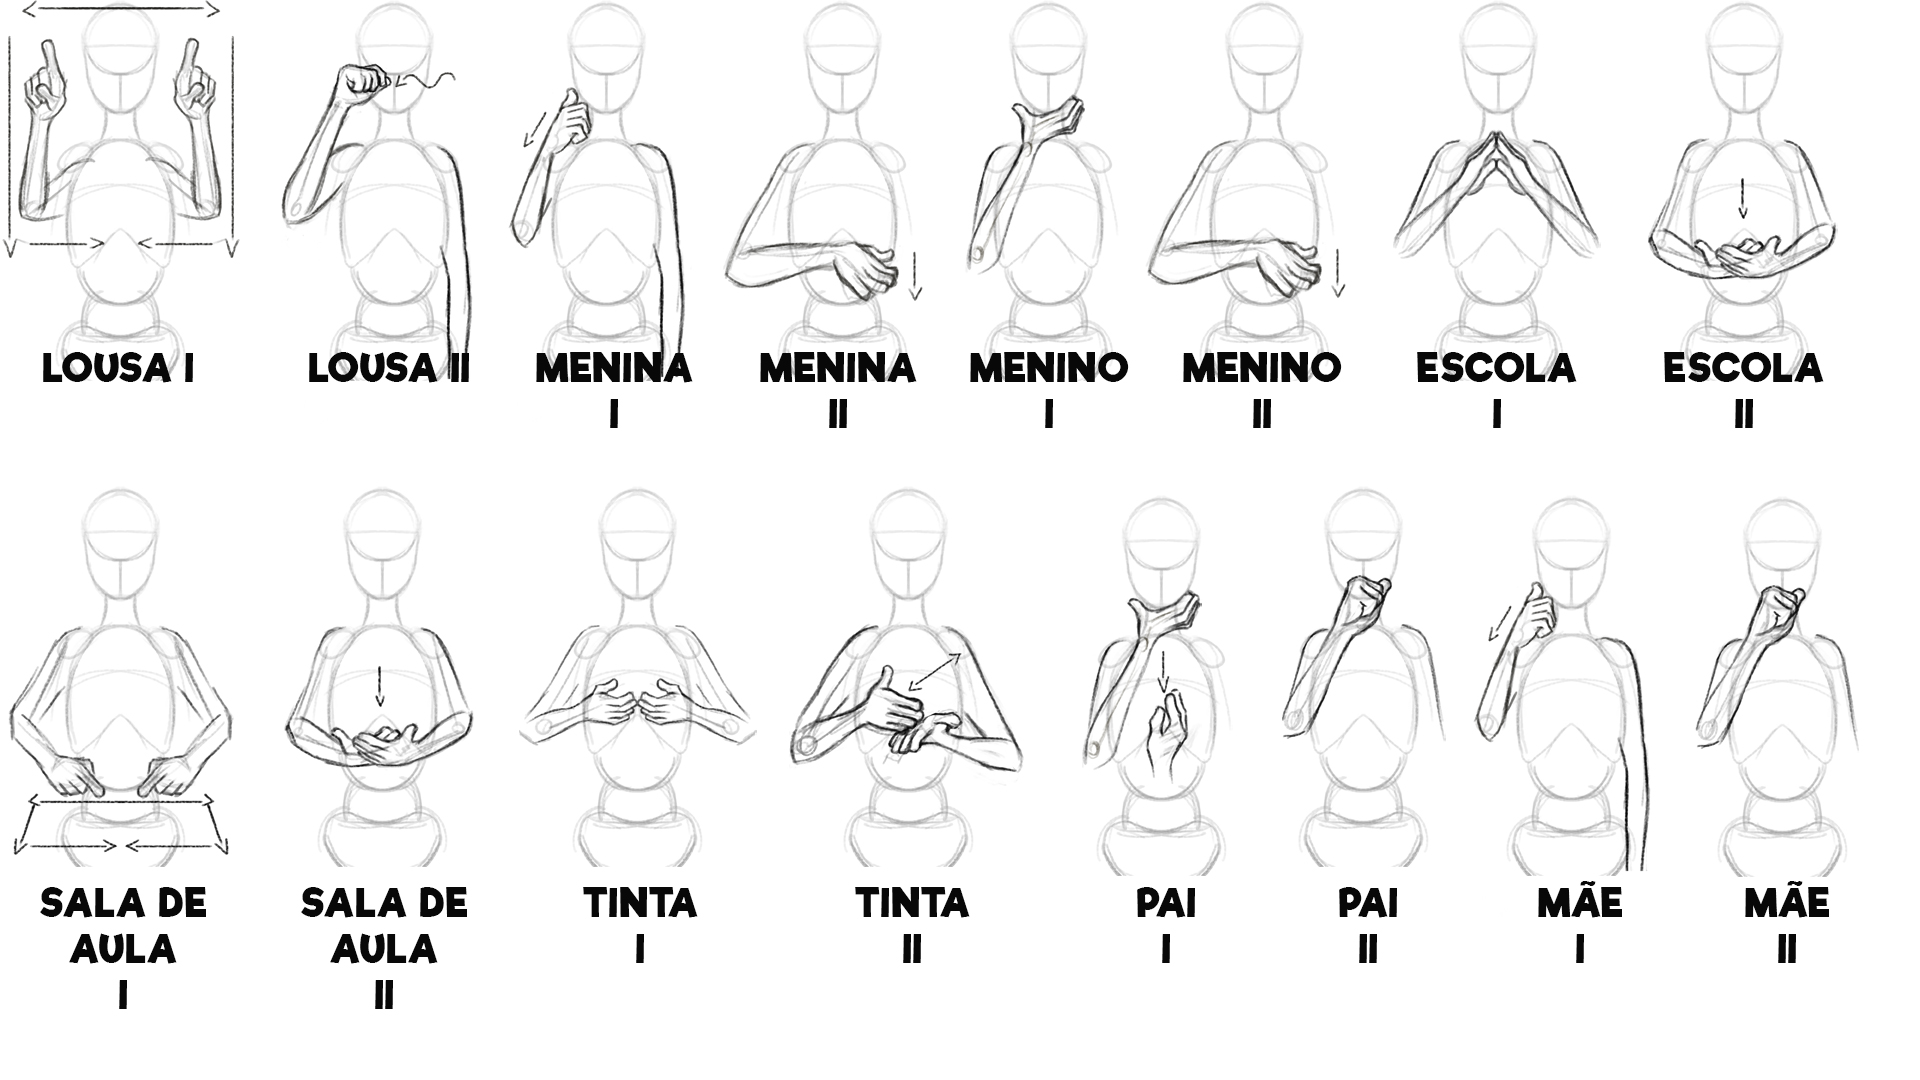 LOUSA I
LOUSA II
MENINA
I
MENINA
II
MENINO
I
MENINO
II
ESCOLA
I
ESCOLA
II
SALA DE
AULA
I
SALA DE
AULA
II
TINTA
I
TINTA
II
PAI
I
PAI
II
MÃE
I
MÃE
II